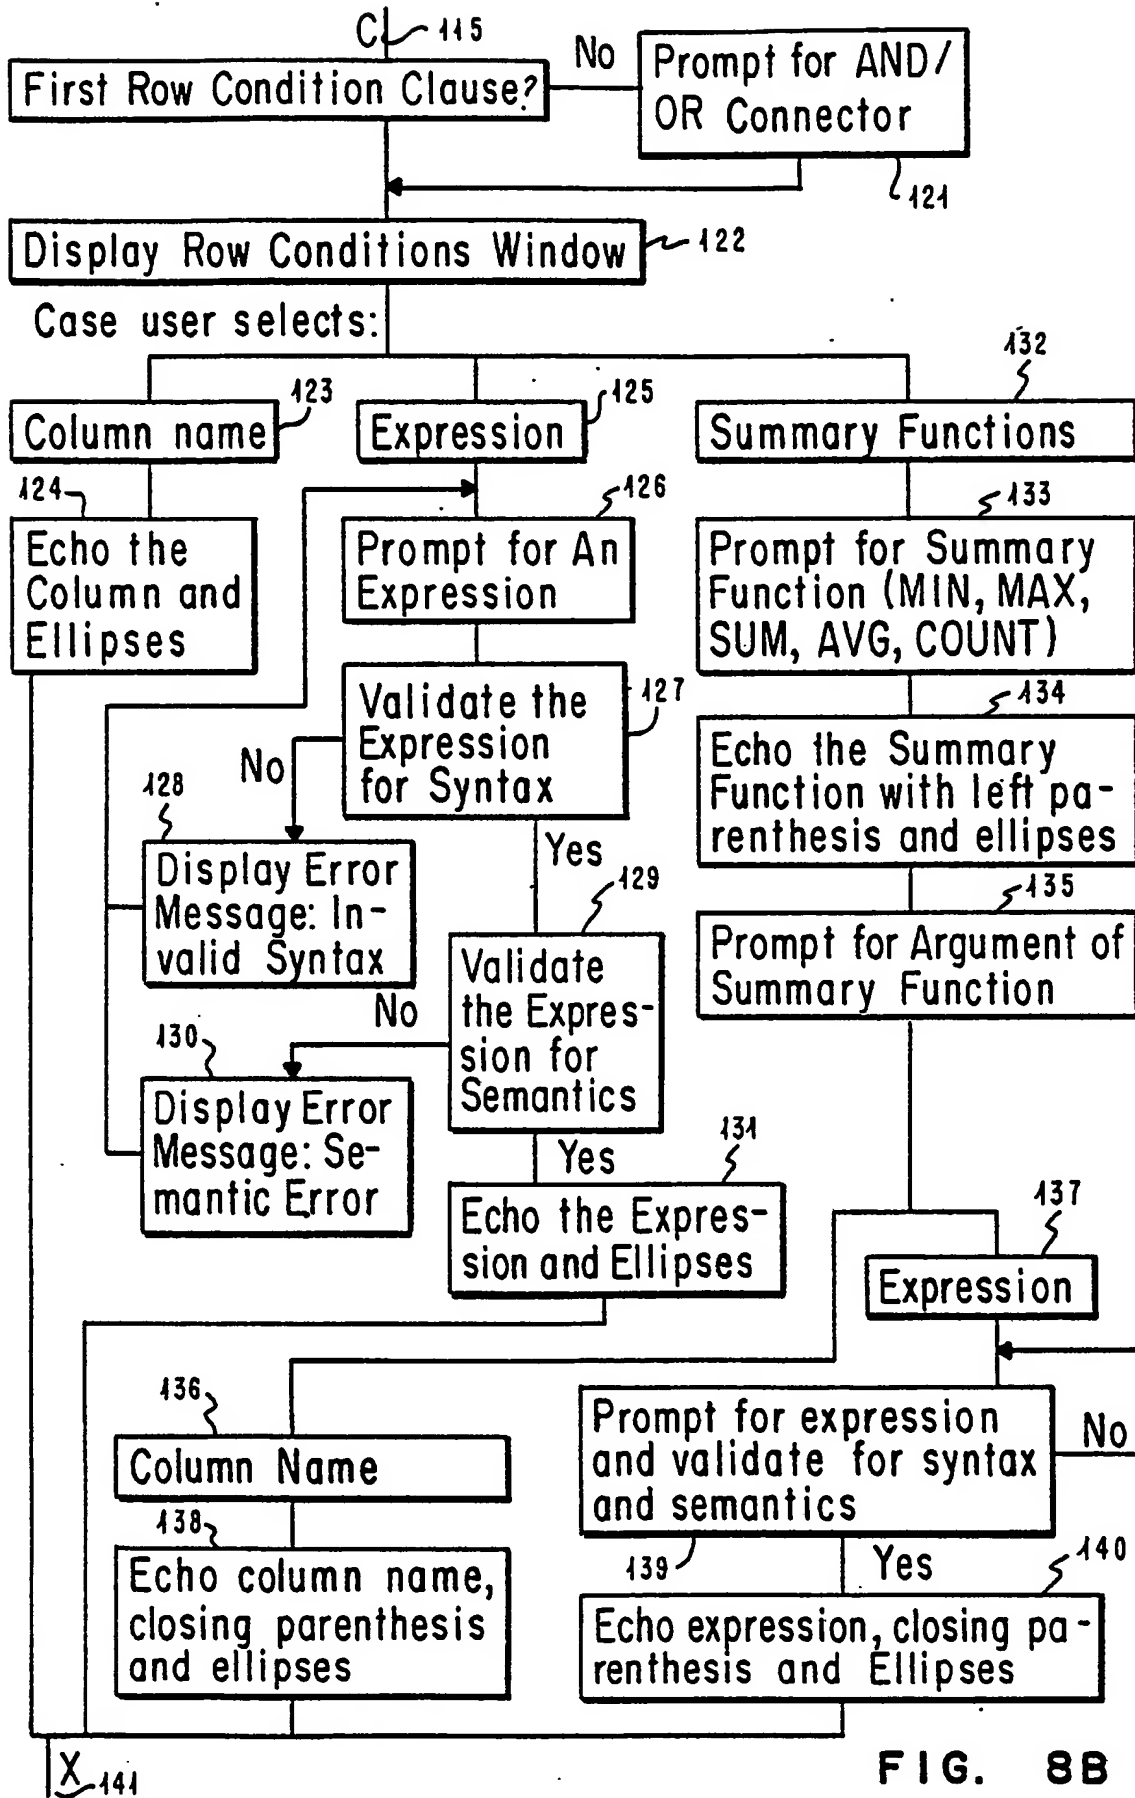 C 115
First Row Condition Clause?
No
Prompt for AND/
OR Connector
121
Display Row Conditions Window
122
Case user selects:
123
Column name
124
Echo the
Column and
Ellipses
125
Expression
126
Prompt for An
Expression
127
Validate the
Expression
for Syntax
No
128
Display Error
Message: In-
valid Syntax
Yes
129
Validate
the Expres-
sion for
Semantics
No
130
Display Error
Message: Se-
mantic Error
Yes
131
Echo the Expres-
sion and Ellipses
132
Summary Functions
133
Prompt for Summary
Function (MIN, MAX,
SUM, AVG, COUNT)
134
Echo the Summary
Function with left pa-
renthesis and ellipses
135
Prompt for Argument of
Summary Function
136
Column Name
138
Echo column name,
closing parenthesis
and ellipses
137
Expression
Prompt for expression
and validate for syntax
and semantics
No
139
Yes
140
Echo expression, closing pa-
renthesis and Ellipses
X 141
FIG. 8B